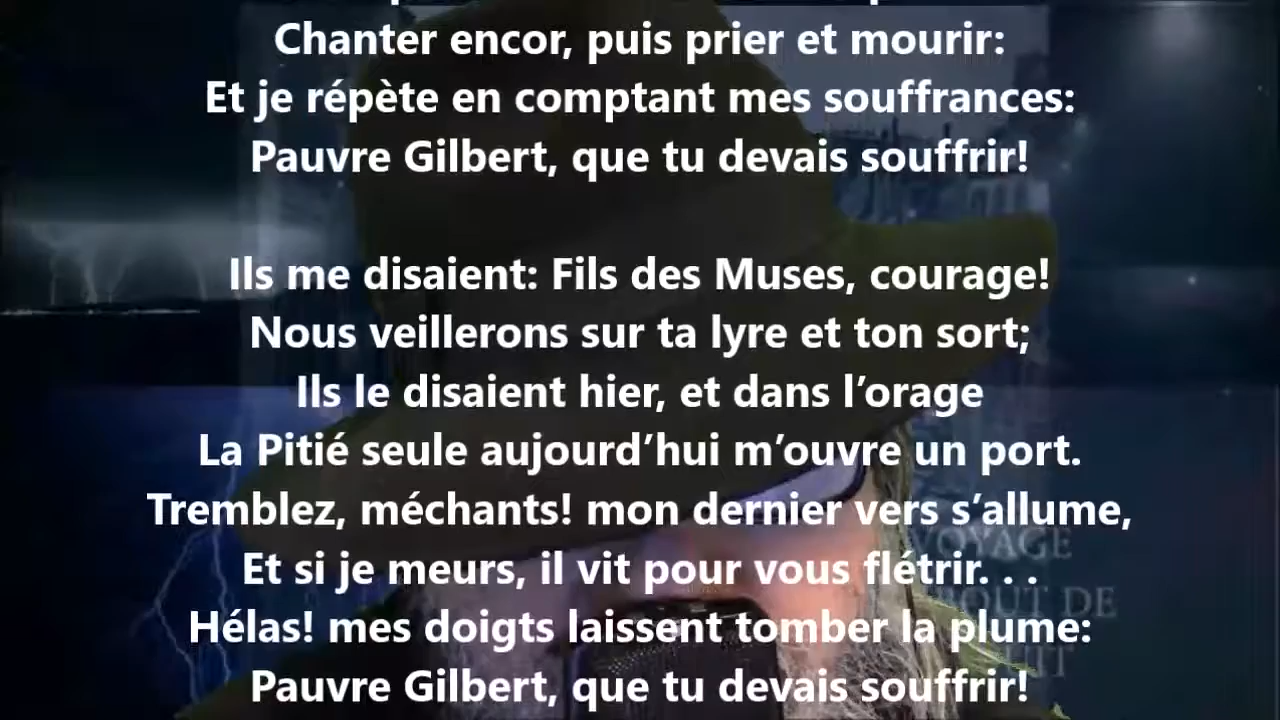 Chanter encor, puis prier et mourir:
Et je répète en comptant mes souffrances:
Pauvre Gilbert, que tu devais souffrir!
Ils me disaient: Fils des Muses, courage!
Nous veillerons sur ta lyre et ton sort;
Ils le disaient hier, et dans l’orage
La Pitié seule aujourd’hui m’ouvre un port.
Tremblez, méchants! mon dernier vers s’allume,
Et si je meurs, il vit pour vous flétrir. . .
Hélas! mes doigts laissent tomber la plume:
Pauvre Gilbert, que tu devais souffrir!
VOYAGE
BOUT DE